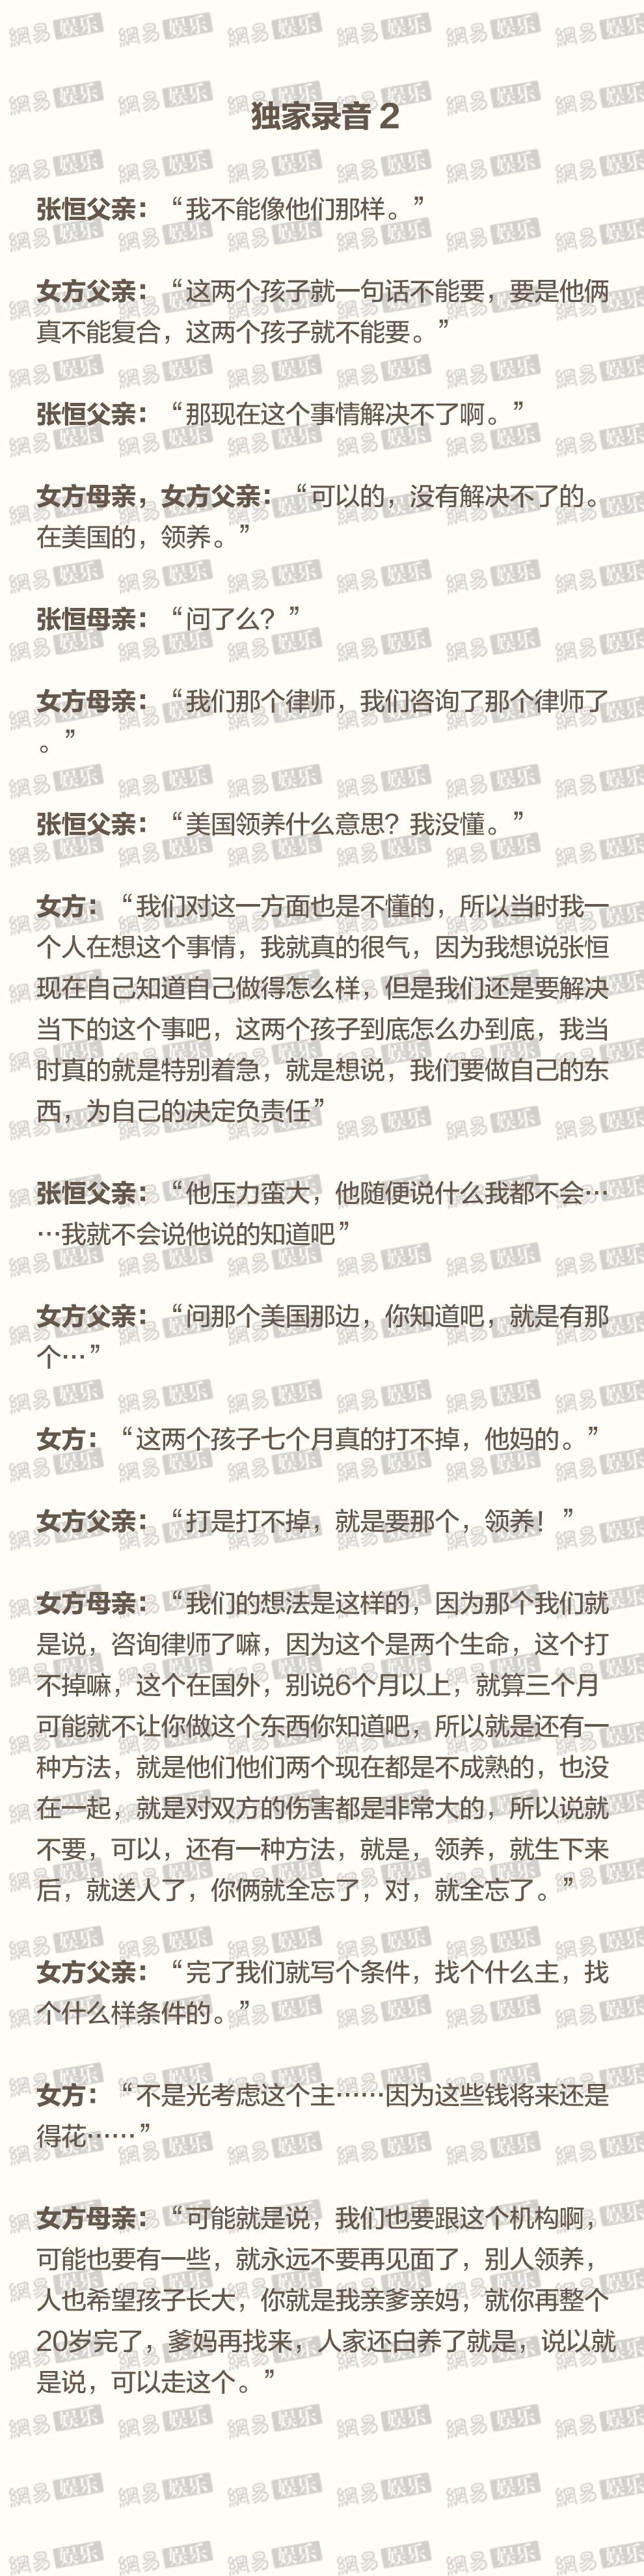 独家录音 2
张恒父亲：“我不能像他们那样。”
女方父亲：“这两个孩子就一句话不能要，要是他俩
真不能复合，这两个孩子就不能要。”
张恒父亲：“那现在这个事情解决不了啊。”
女方母亲，女方父亲：“可以的，没有解决不了的。
在美国的，领养。”
张恒母亲：“问了么？”
女方母亲：“我们那个律师，我们咨询了那个律师了
。”
张恒父亲：“美国领养什么意思？我没懂。”
女方：“我们对这一方面也是不懂的，所以当时我一
个人在想这个事情，我就真的很气，因为我想说张恒
现在自己知道自己做得怎么样，但是我们还是要解决
当下的这个事吧，这两个孩子到底怎么办到底，我当
时真的就是特别着急，就是想说，我们要做自己的东
西，为自己的决定负责任”
张恒父亲：“他压力蛮大，他随便说什么我都不会…
…我就不会说他说的知道吧”
女方父亲：“问那个美国那边，你知道吧，就是有那
个…”
女方：“这两个孩子七个月真的打不掉，他妈的。”
女方父亲：“打是打不掉，就是要那个，领养！”
女方母亲：“我们的想法是这样的，因为那个我们就
是说，咨询律师了嘛，因为这个是两个生命，这个打
不掉嘛，这个在国外，别说6个月以上，就算三个月
可能就不让你做这个东西你知道吧，所以就是还有一
种方法，就是他们他们两个现在都是不成熟的，也没
在一起，就是对双方的伤害都是非常大的，所以说就
不要，可以，还有一种方法，就是，领养，就生下来
后，就送人了，你俩就全忘了，对，就全忘了。”
女方父亲：“完了我们就写个条件，找个什么主，找
个什么样条件的。”
女方：“不是光考虑这个主……因为这些钱将来还是
得花……”
女方母亲：“可能就是说，我们也要跟这个机构啊，
可能也要有一些，就永远不要再见面了，别人领养，
人也希望孩子长大，你就是我亲爹亲妈，就你再整个
20岁完了，爹妈再找来，人家还白养了就是，说以就
是说，可以走这个。”
網易娱乐